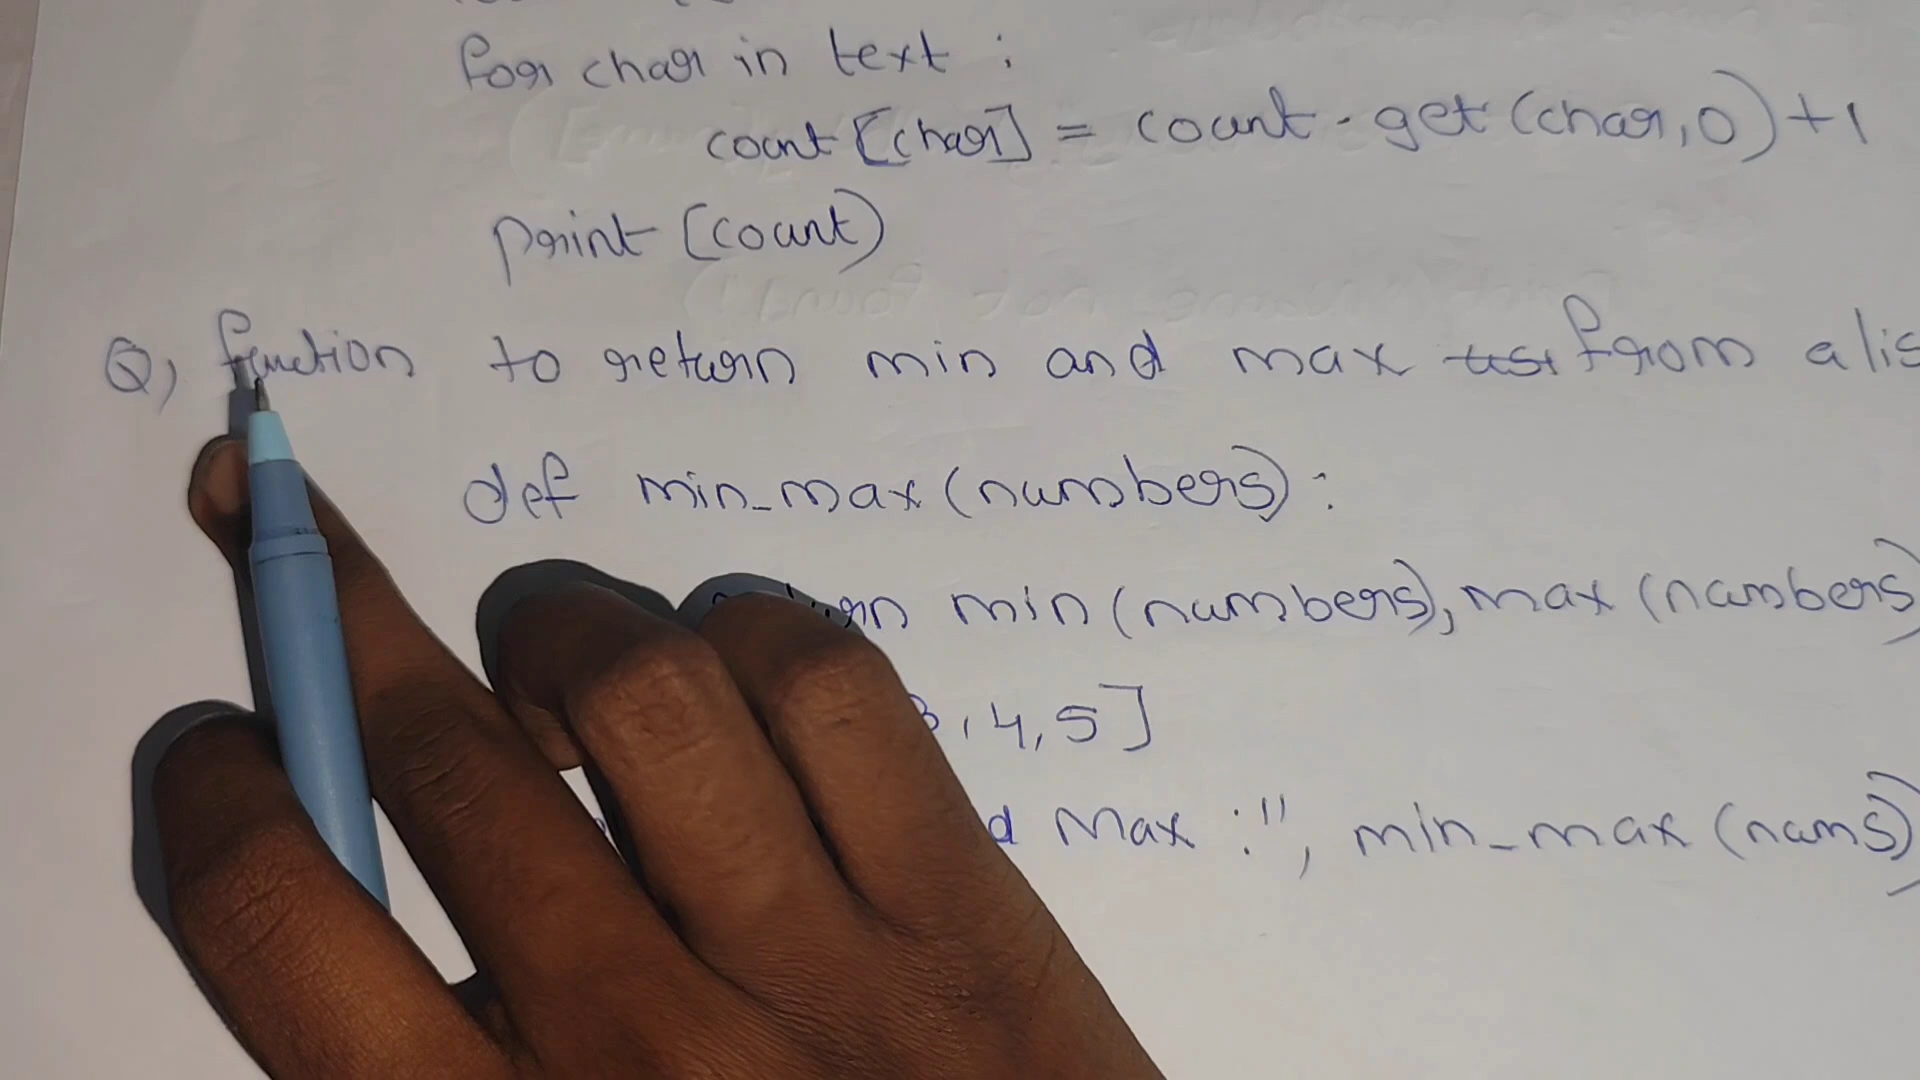 for char in text :
count [char] = count.get(char, 0) + 1
print (count)
Q) function to return min and max from a lis
def min_max (numbers) :
min (numbers), max (numbers)
, 4, 5 ]
d Max :", min_max (nums)